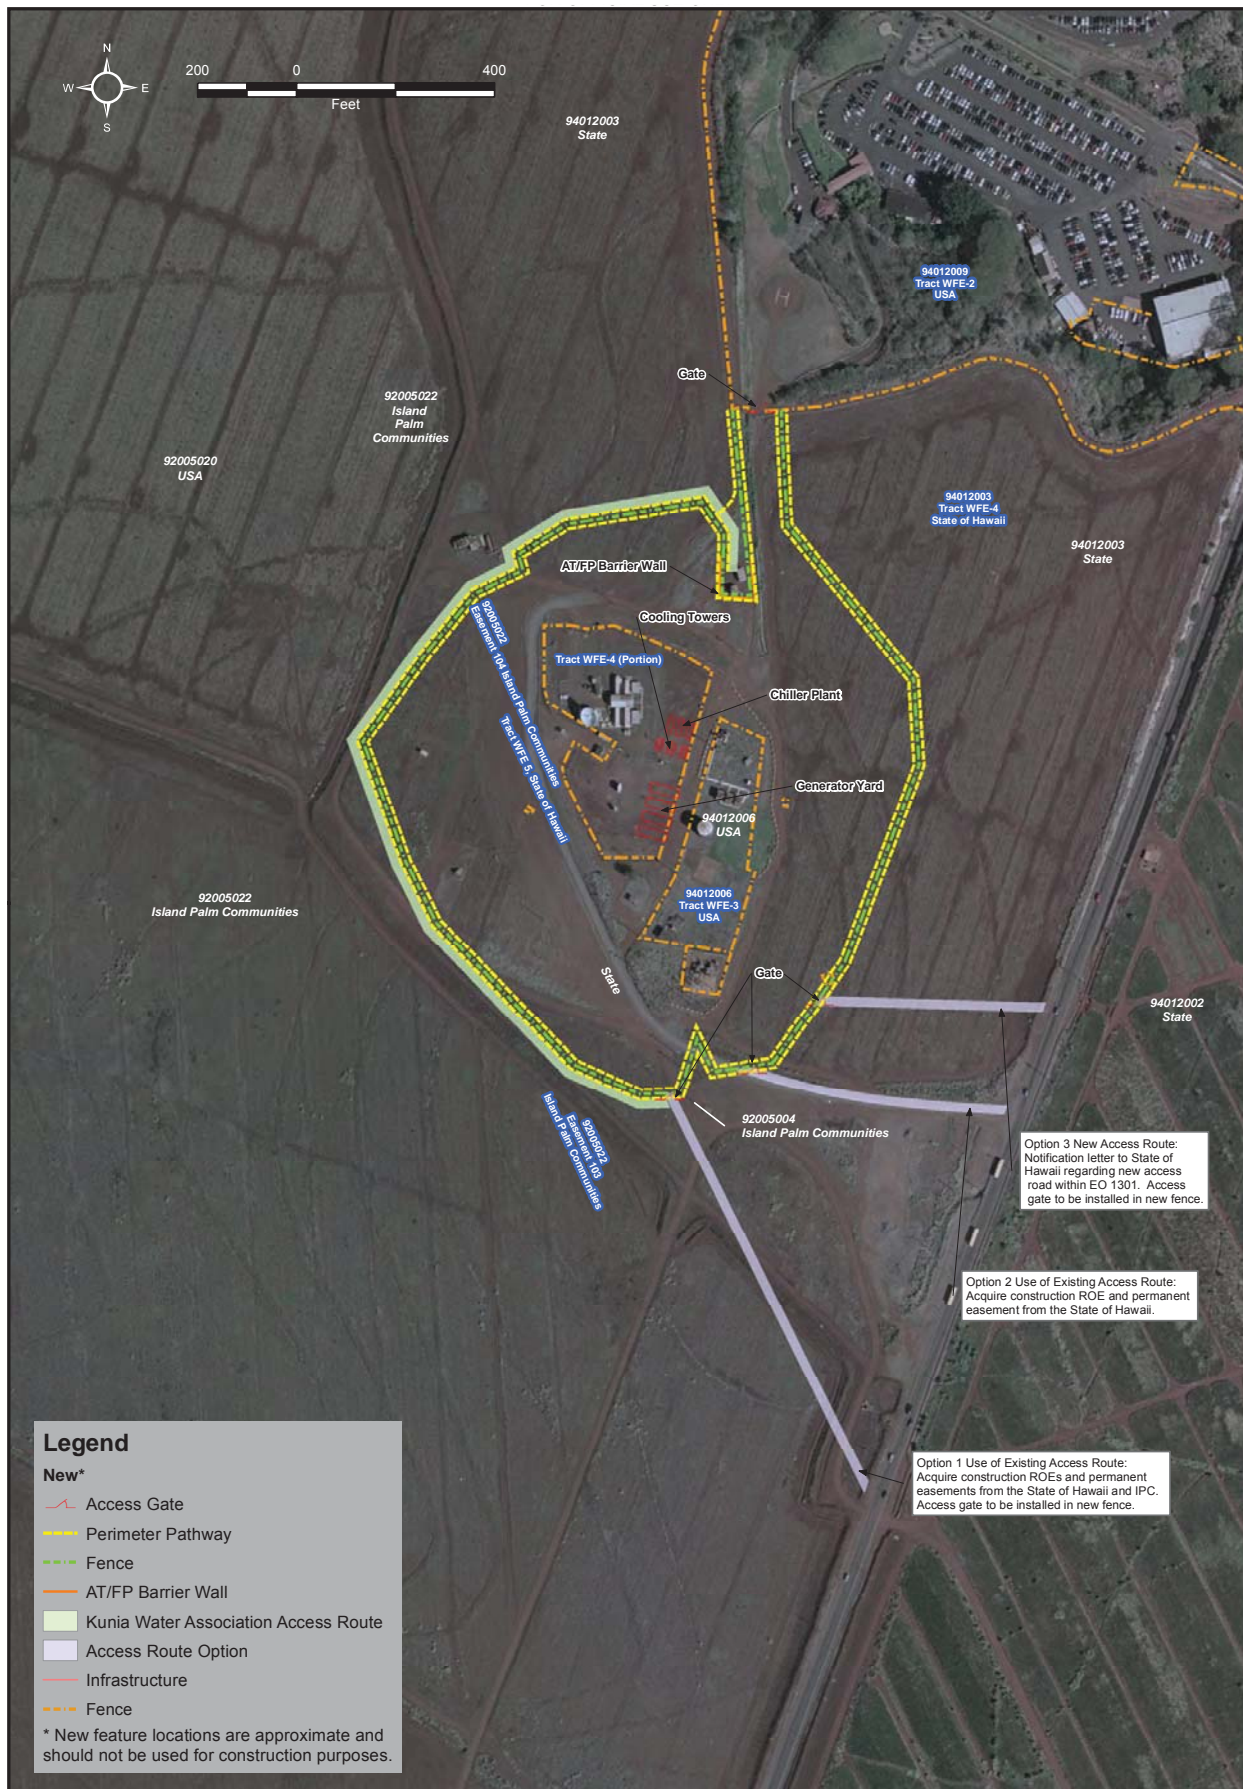 N
W E
S
200 0 400
Feet
94012003
State
94012009
Tract WFE-2
USA
Gate
92005022
Island
Palm
Communities
92005020
USA
94012003
Tract WFE-4
State of Hawaii
94012003
State
AT/FP Barrier Wall
Cooling Towers
92005022
Easement 104 Island Palm Communities
Tract WFE 5, State of Hawaii
Tract WFE-4 (Portion)
Chiller Plant
Generator Yard
94012006
USA
92005022
Island Palm Communities
94012006
Tract WFE-3
USA
State
Gate
94012002
State
92005022
Easement 103
Island Palm Communities
92005004
Island Palm Communities
Option 3 New Access Route:
Notification letter to State of
Hawaii regarding new access
road within EO 1301. Access
gate to be installed in new fence.
Option 2 Use of Existing Access Route:
Acquire construction ROE and permanent
easement from the State of Hawaii.
Option 1 Use of Existing Access Route:
Acquire construction ROEs and permanent
easements from the State of Hawaii and IPC.
Access gate to be installed in new fence.
Legend
New*
Access Gate
Perimeter Pathway
Fence
AT/FP Barrier Wall
Kunia Water Association Access Route
Access Route Option
Infrastructure
Fence
* New feature locations are approximate and
should not be used for construction purposes.